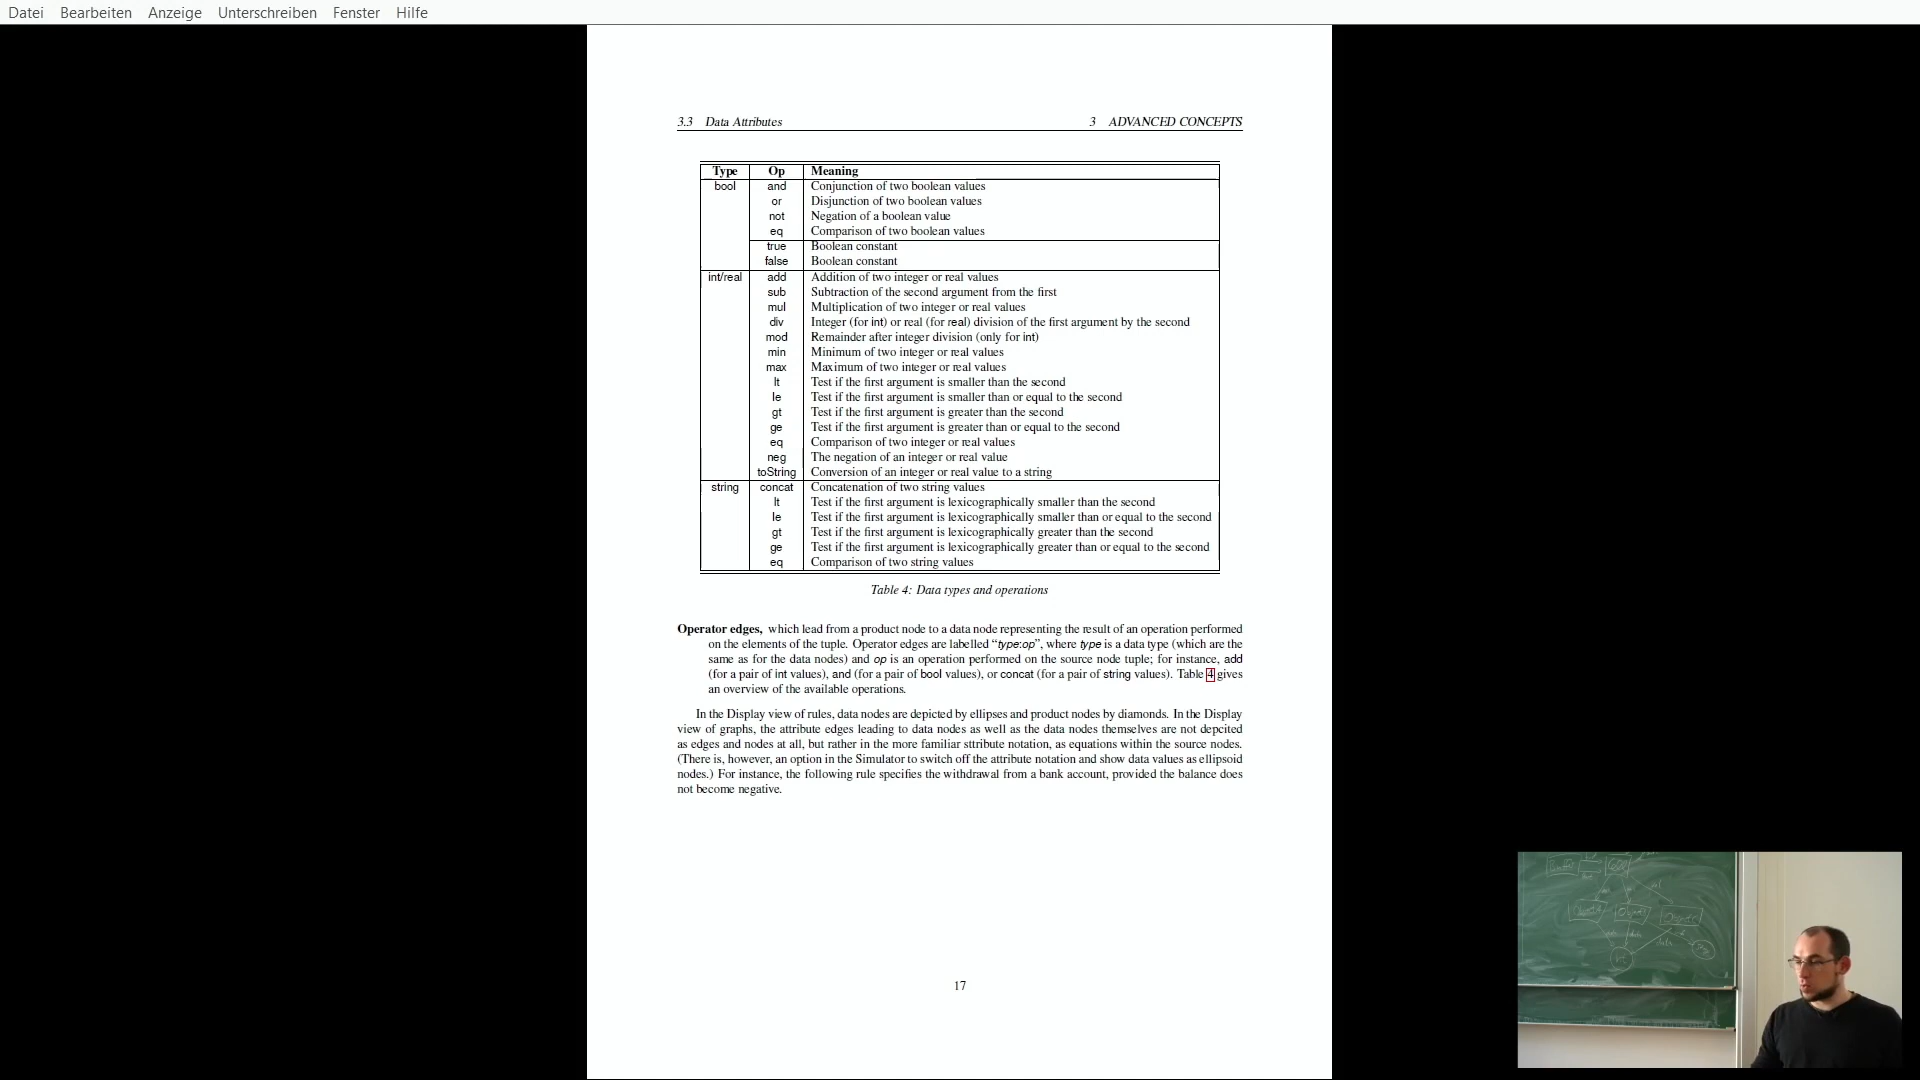 Datei Bearbeiten Anzeige Unterschreiben Fenster Hilfe
3.3 Data Attributes 3 ADVANCED CONCEPTS
Type Op Meaning
bool and Conjunction of two boolean values
or Disjunction of two boolean values
not Negation of a boolean value
eq Comparison of two boolean values
true Boolean constant
false Boolean constant
int/real add Addition of two integer or real values
sub Subtraction of the second argument from the first
mul Multiplication of two integer or real values
div Integer (for int) or real (for real) division of the first argument by the second
mod Remainder after integer division (only for int)
min Minimum of two integer or real values
max Maximum of two integer or real values
lt Test if the first argument is smaller than the second
le Test if the first argument is smaller than or equal to the second
gt Test if the first argument is greater than the second
ge Test if the first argument is greater than or equal to the second
eq Comparison of two integer or real values
neg The negation of an integer or real value
toString Conversion of an integer or real value to a string
string concat Concatenation of two string values
lt Test if the first argument is lexicographically smaller than the second
le Test if the first argument is lexicographically smaller than or equal to the second
gt Test if the first argument is lexicographically greater than the second
ge Test if the first argument is lexicographically greater than or equal to the second
eq Comparison of two string values
Table 4: Data types and operations
Operator edges, which lead from a product node to a data node representing the result of an operation performed
on the elements of the tuple. Operator edges are labelled “type:op”, where type is a data type (which are the
same as for the data nodes) and op is an operation performed on the source node tuple; for instance, add
(for a pair of int values), and (for a pair of bool values), or concat (for a pair of string values). Table 4 gives
an overview of the available operations.
In the Display view of rules, data nodes are depicted by ellipses and product nodes by diamonds. In the Display
view of graphs, the attribute edges leading to data nodes as well as the data nodes themselves are not depcited
as edges and nodes at all, but rather in the more familiar sttribute notation, as equations within the source nodes.
(There is, however, an option in the Simulator to switch off the attribute notation and show data values as ellipsoid
nodes.) For instance, the following rule specifies the withdrawal from a bank account, provided the balance does
not become negative.
17